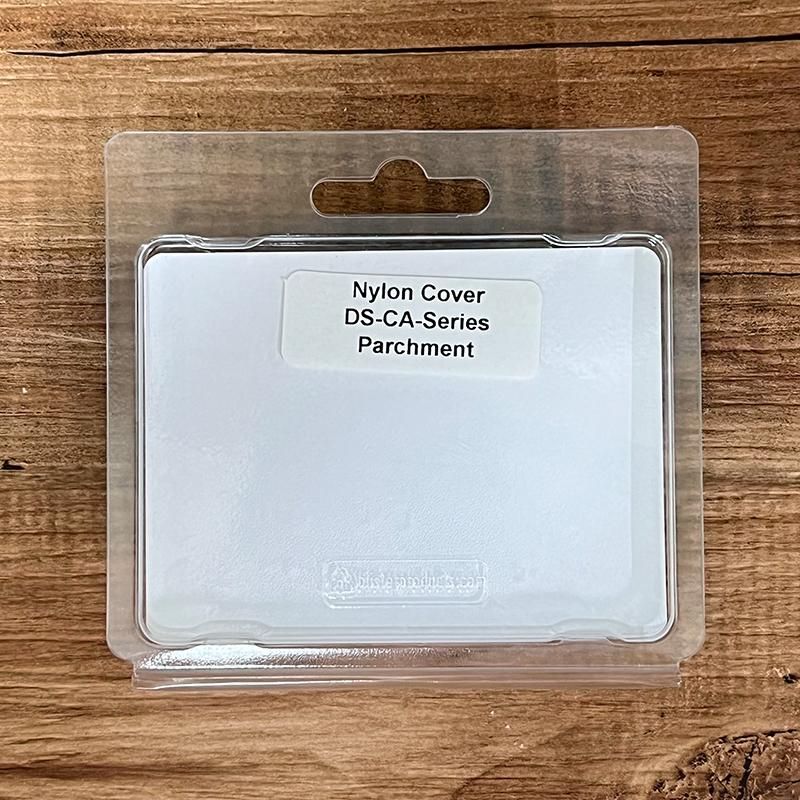 Nylon Cover
DS-CA-Series
Parchment